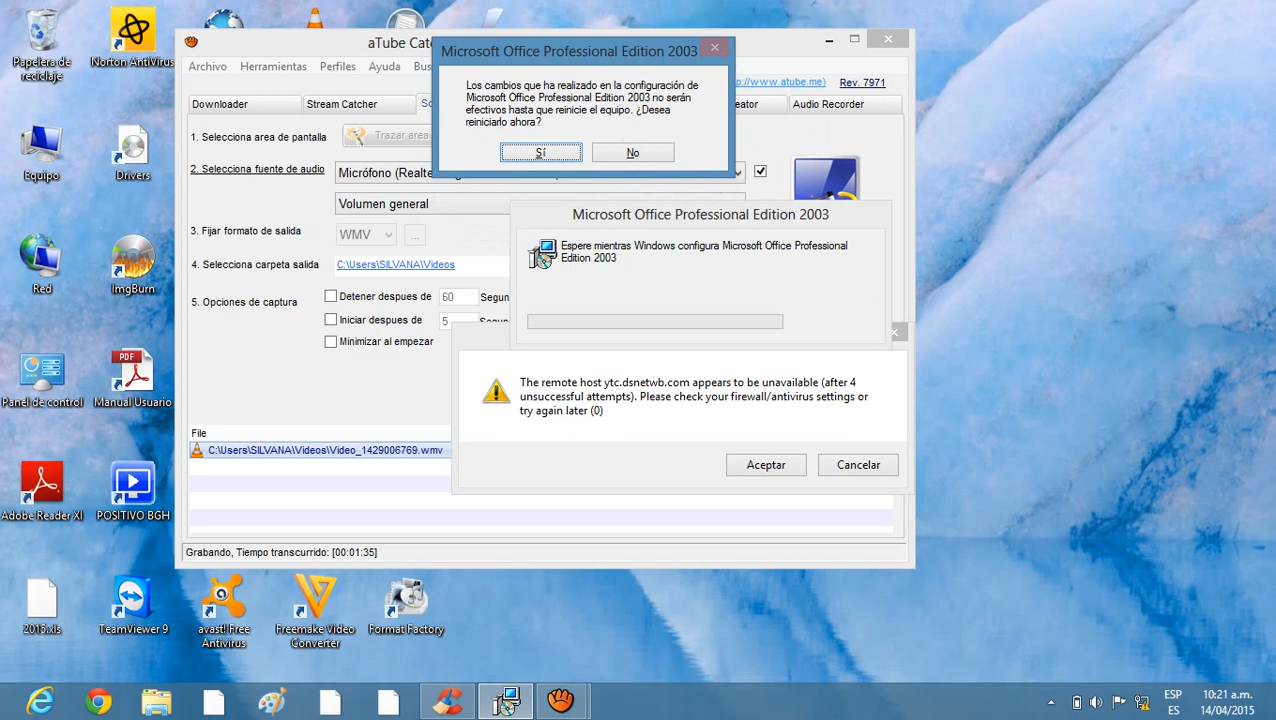 Papelera de
reciclaje
Norton AntiVirus
Equipo
Drivers
Red
ImgBurn
Panel de control
Manual Usuario
Adobe Reader XI
POSITIVO BGH
2015.xls
TeamViewer 9
avast! Free
Antivirus
Freemake Video
Converter
Format Factory
Archivo
Herramientas
Perfiles
Ayuda
Rev. 7971
Downloader
Stream Catcher
Audio Recorder
1. Selecciona area de pantalla
Trazar area
2. Selecciona fuente de audio
Volumen general
3. Fijar formato de salida
WMV
...
4. Selecciona carpeta salida
C:\Users\SILVANA\Videos
5. Opciones de captura
Detener despues de
60
Iniciar despues de
5
Minimizar al empezar
File
C:\Users\SILVANA\Videos\Video_1429006769.wmv
Grabando, Tiempo transcurrido: [00:01:35]
Microsoft Office Professional Edition 2003
Los cambios que ha realizado en la configuración de
Microsoft Office Professional Edition 2003 no serán
efectivos hasta que reinicie el equipo. ¿Desea
reiniciarlo ahora?
Sí
No
Microsoft Office Professional Edition 2003
Espere mientras Windows configura Microsoft Office Professional
Edition 2003
The remote host ytc.dsnetwb.com appears to be unavailable (after 4
unsuccessful attempts). Please check your firewall/antivirus settings or
try again later (0)
Aceptar
Cancelar
ESP
ES
10:21 a.m.
14/04/2015